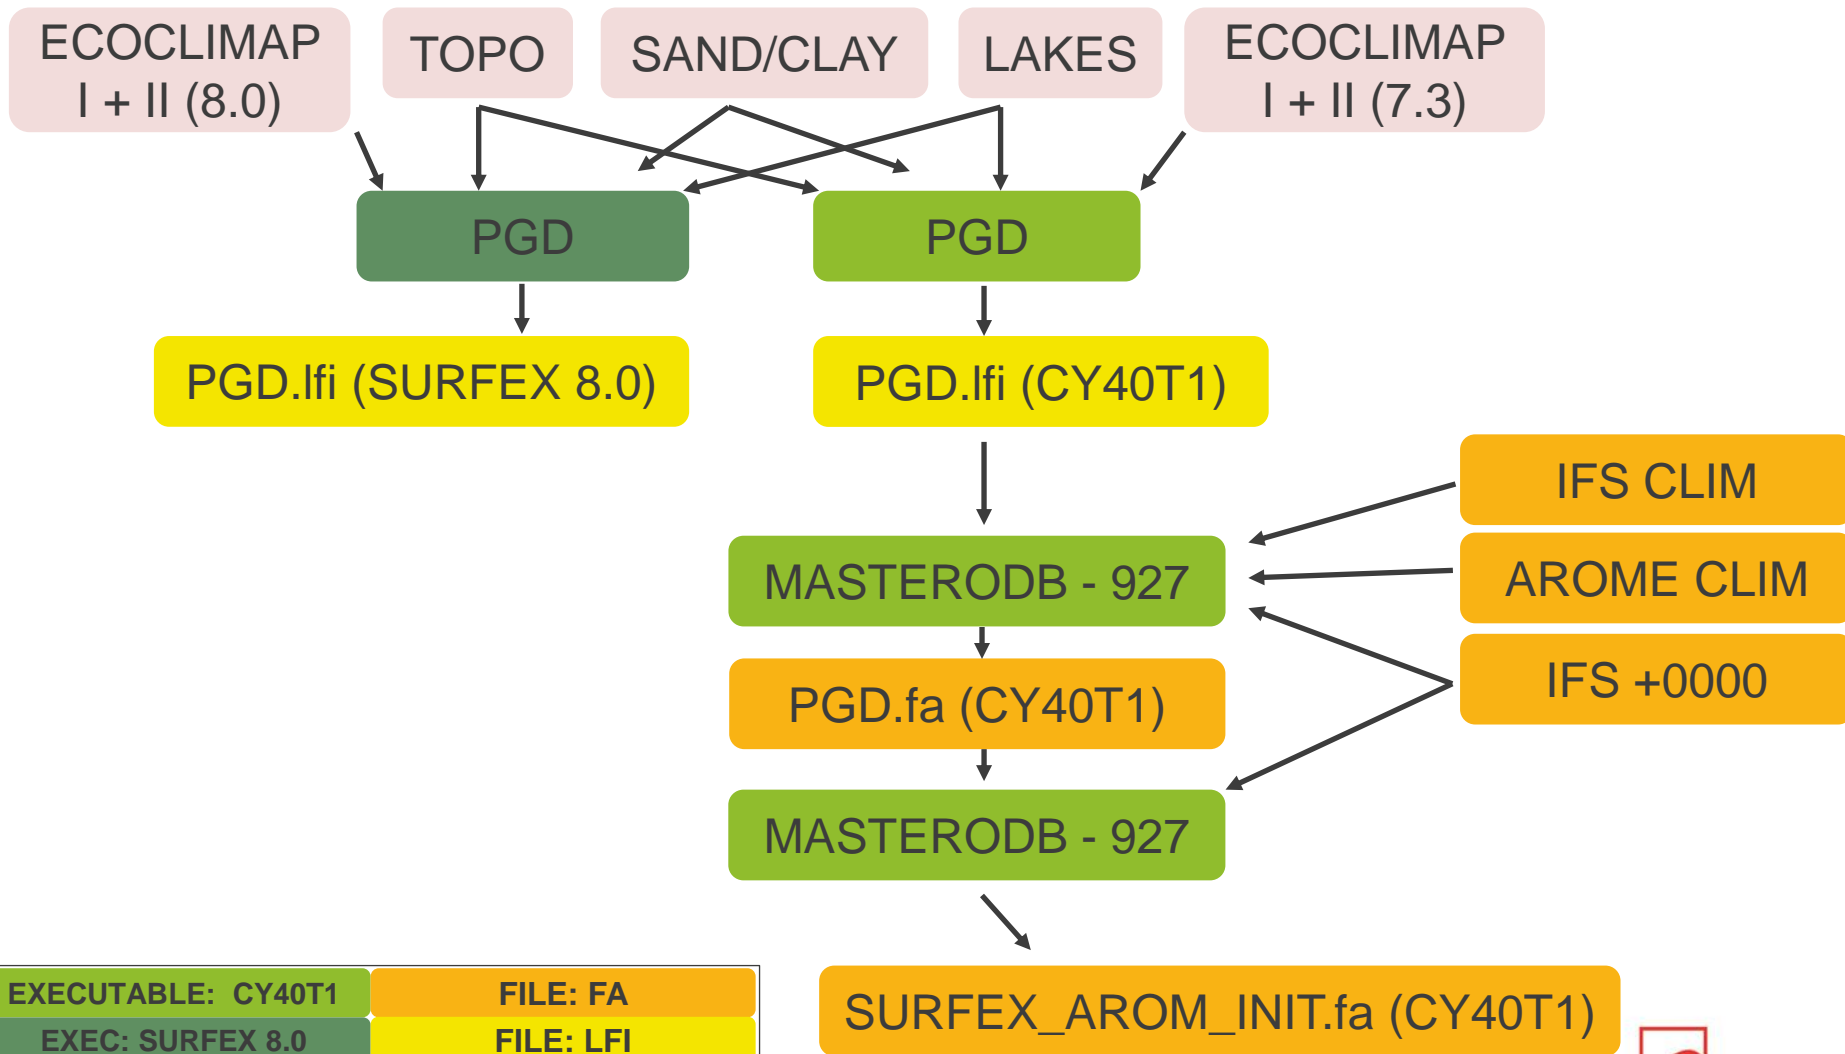 ECOCLIMAP
I + II (8.0)
TOPO
SAND/CLAY
LAKES
ECOCLIMAP
I + II (7.3)
PGD
PGD
PGD.lfi (SURFEX 8.0)
PGD.lfi (CY40T1)
IFS CLIM
MASTERODB - 927
AROME CLIM
PGD.fa (CY40T1)
IFS +0000
MASTERODB - 927
EXECUTABLE: CY40T1
FILE: FA
EXEC: SURFEX 8.0
FILE: LFI
SURFEX_AROM_INIT.fa (CY40T1)